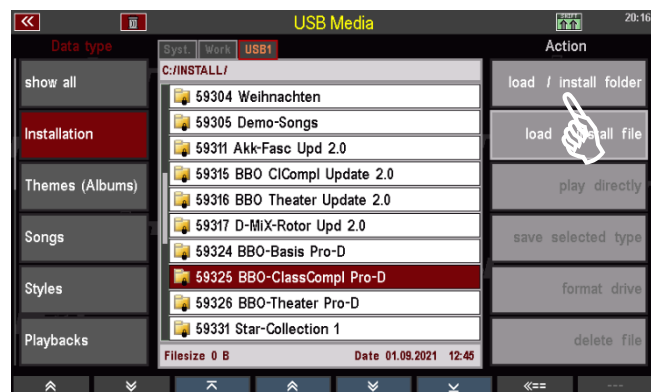 USB Media
SHIFT
20:16
Data type
Syst. Work USB1
Action
C:/INSTALL/
show all
Installation
Themes (Albums)
Songs
Styles
Playbacks
59304 Weihnachten
59305 Demo-Songs
59311 Akk-Fasc Upd 2.0
59315 BBO ClCompl Update 2.0
59316 BBO Theater Update 2.0
59317 D-MiX-Rotor Upd 2.0
59324 BBO-Basis Pro-D
59325 BBO-ClassCompl Pro-D
59326 BBO-Theater Pro-D
59331 Star-Collection 1
Filesize 0 B Date 01.09.2021 12:45
load / install folder
load file
play directly
save selected type
format drive
delete file
«==
---